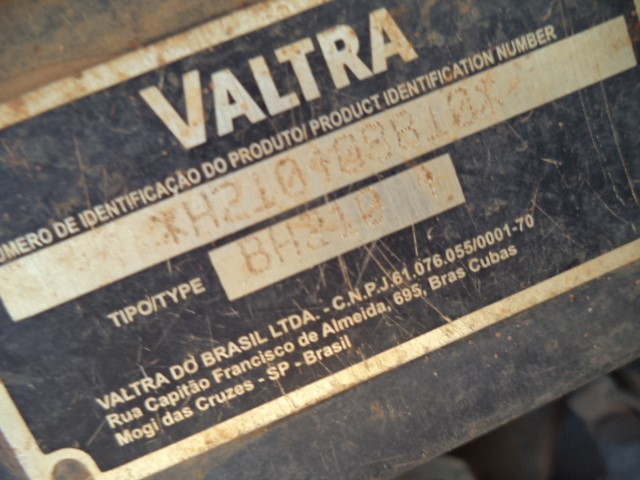 VALTRA
NUMERO DE IDENTIFICAÇÃO DO PRODUTO/ PRODUCT IDENTIFICATION NUMBER
TIPO/TYPE BH210 1
VALTRA DO BRASIL LTDA. - C.N.P.J.61.076.055/0001-70
Rua Capitão Francisco de Almeida, 695, Bras Cubas
Mogi das Cruzes - SP - Brasil